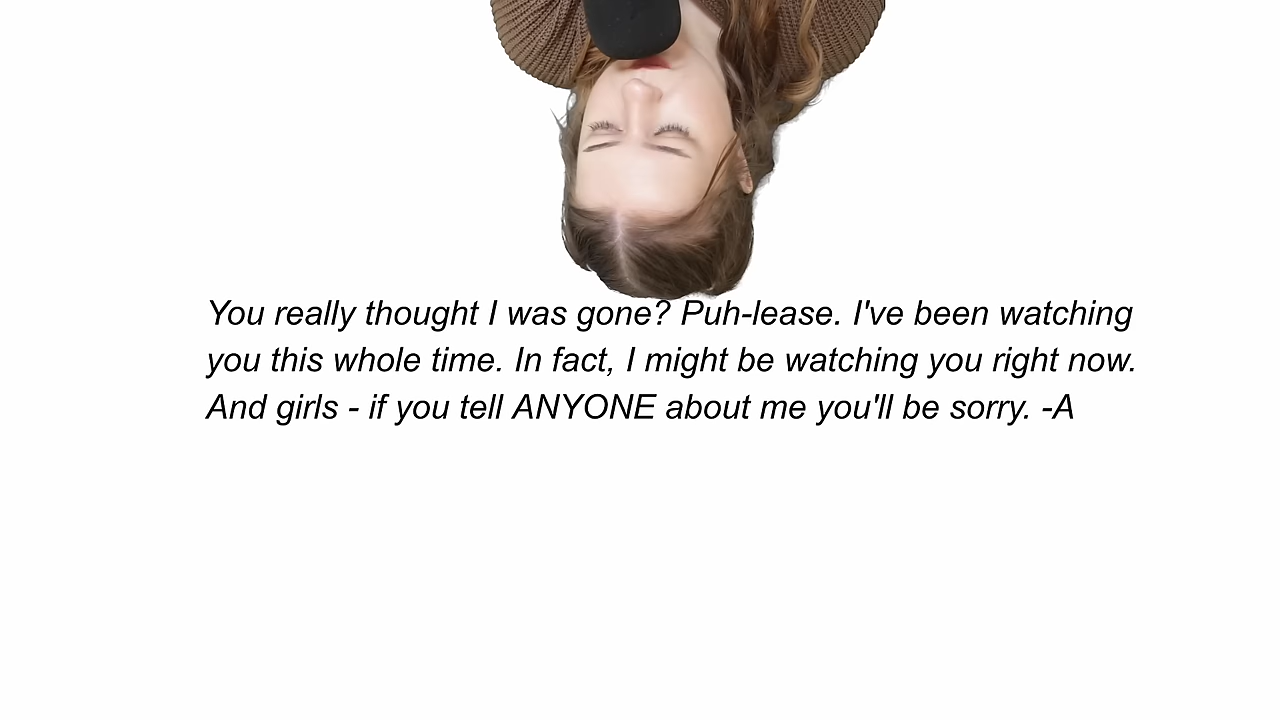 You really thought I was gone? Puh-lease. I've been watching
you this whole time. In fact, I might be watching you right now.
And girls - if you tell ANYONE about me you'll be sorry. -A